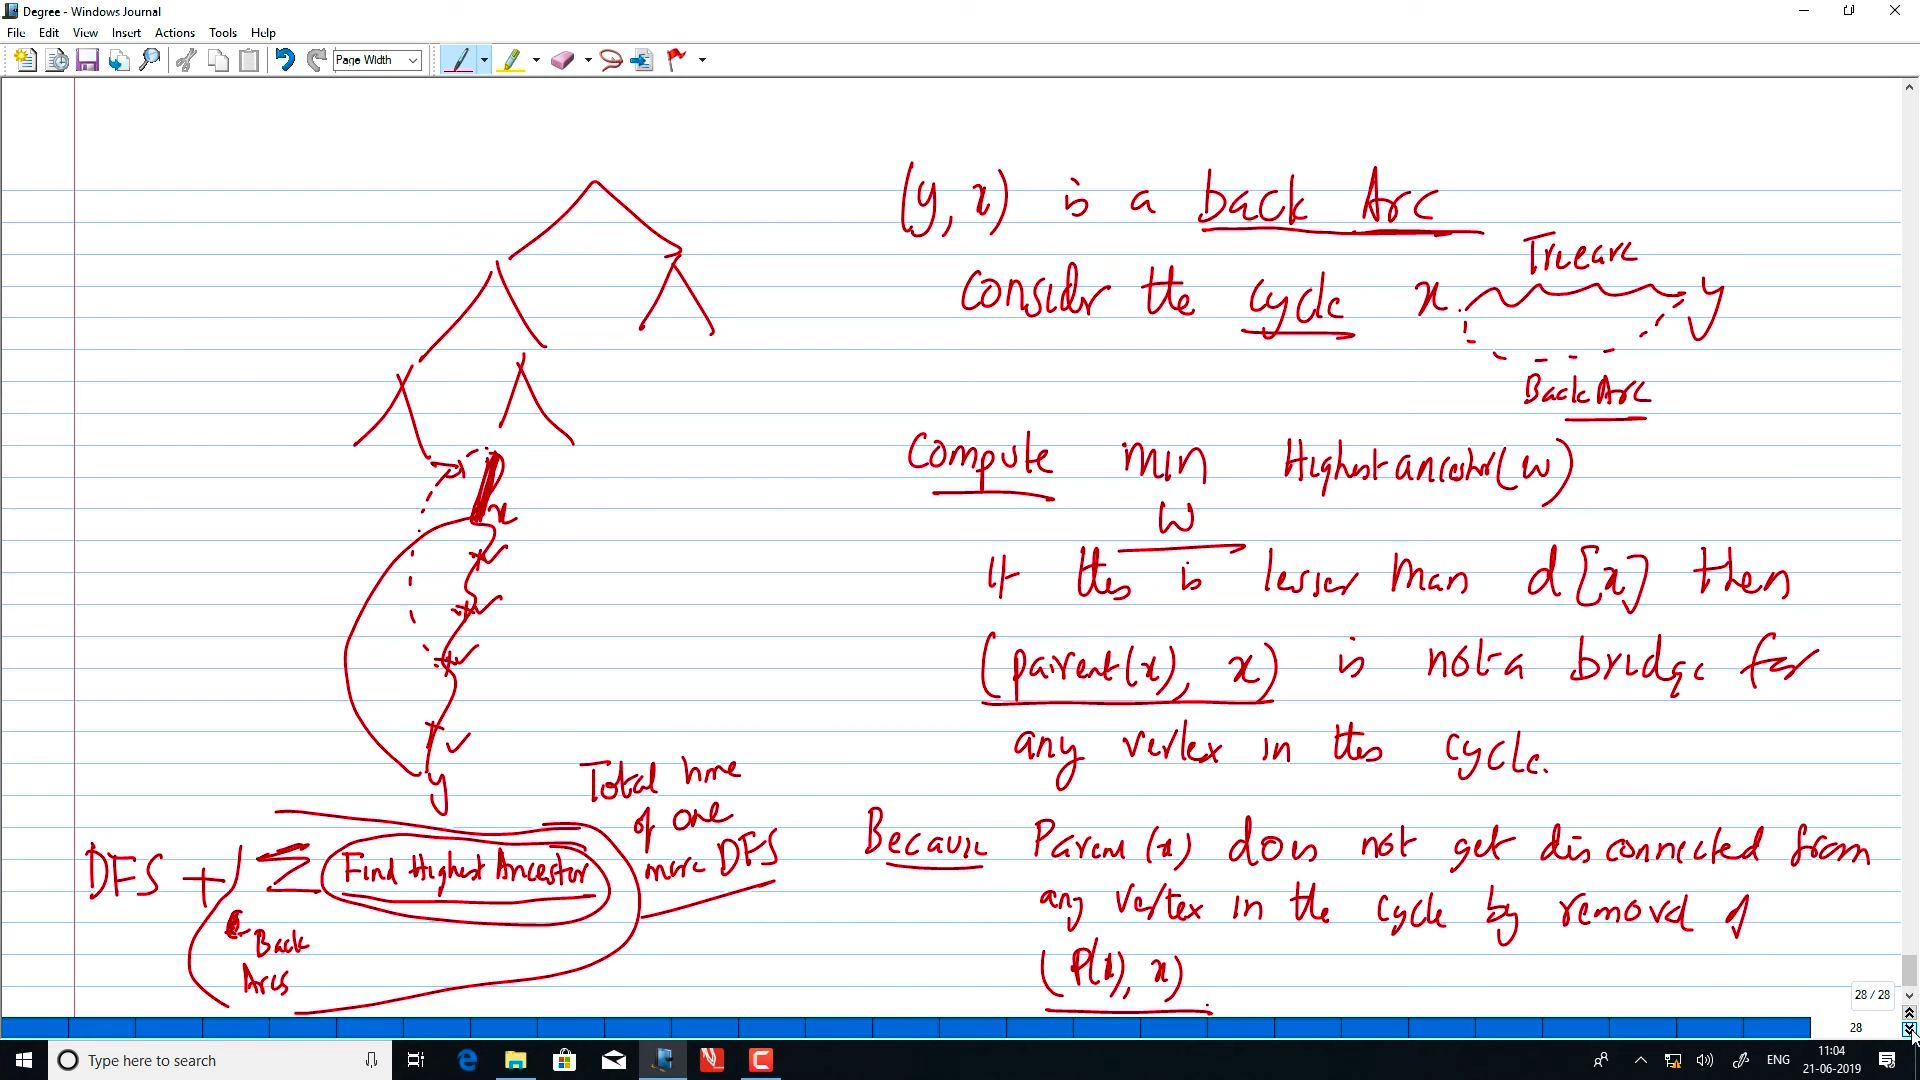 Degree - Windows Journal
File Edit View Insert Actions Tools Help
Page Width
(y, x) is a back Arc
Treearc
consider the cycle x y
Back Arc
Compute min Highest ancestor(w)
w
If this is lesser than d[x] then
(parent(x), x) is not a bridge for
any vertex in this cycle.
Because Parent (x) does not get disconnected from
any vertex in the cycle by removal of
(P(x), x)
x
y
Total time
of one
more DFS
DFS + Σ Find Highest Ancestor
Back
Arcs
28 / 28
28
Type here to search
ENG
11:04
21-06-2019